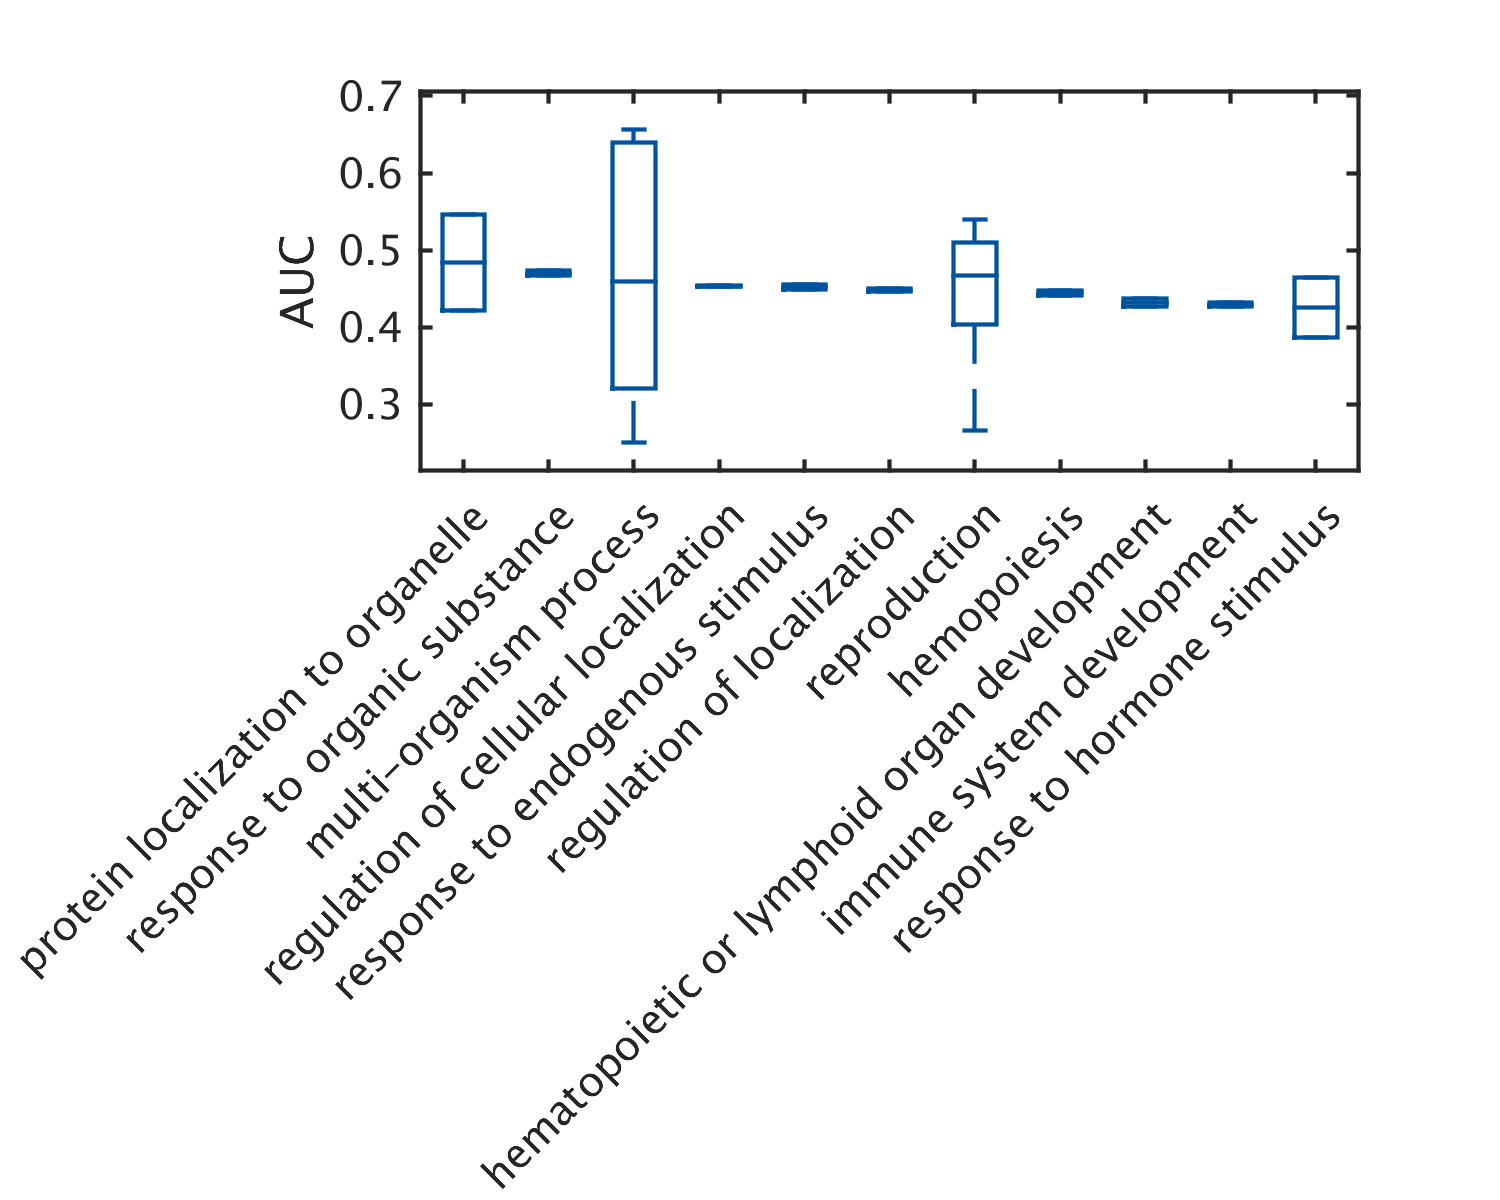 0.7
0.6
0.5
0.4
0.3
AUC
protein localization to organelle
response to organic substance
multi–organism process
regulation of cellular localization
response to endogenous stimulus
regulation of localization
reproduction
hemopoiesis
hematopoietic or lymphoid organ development
immune system development
response to hormone stimulus